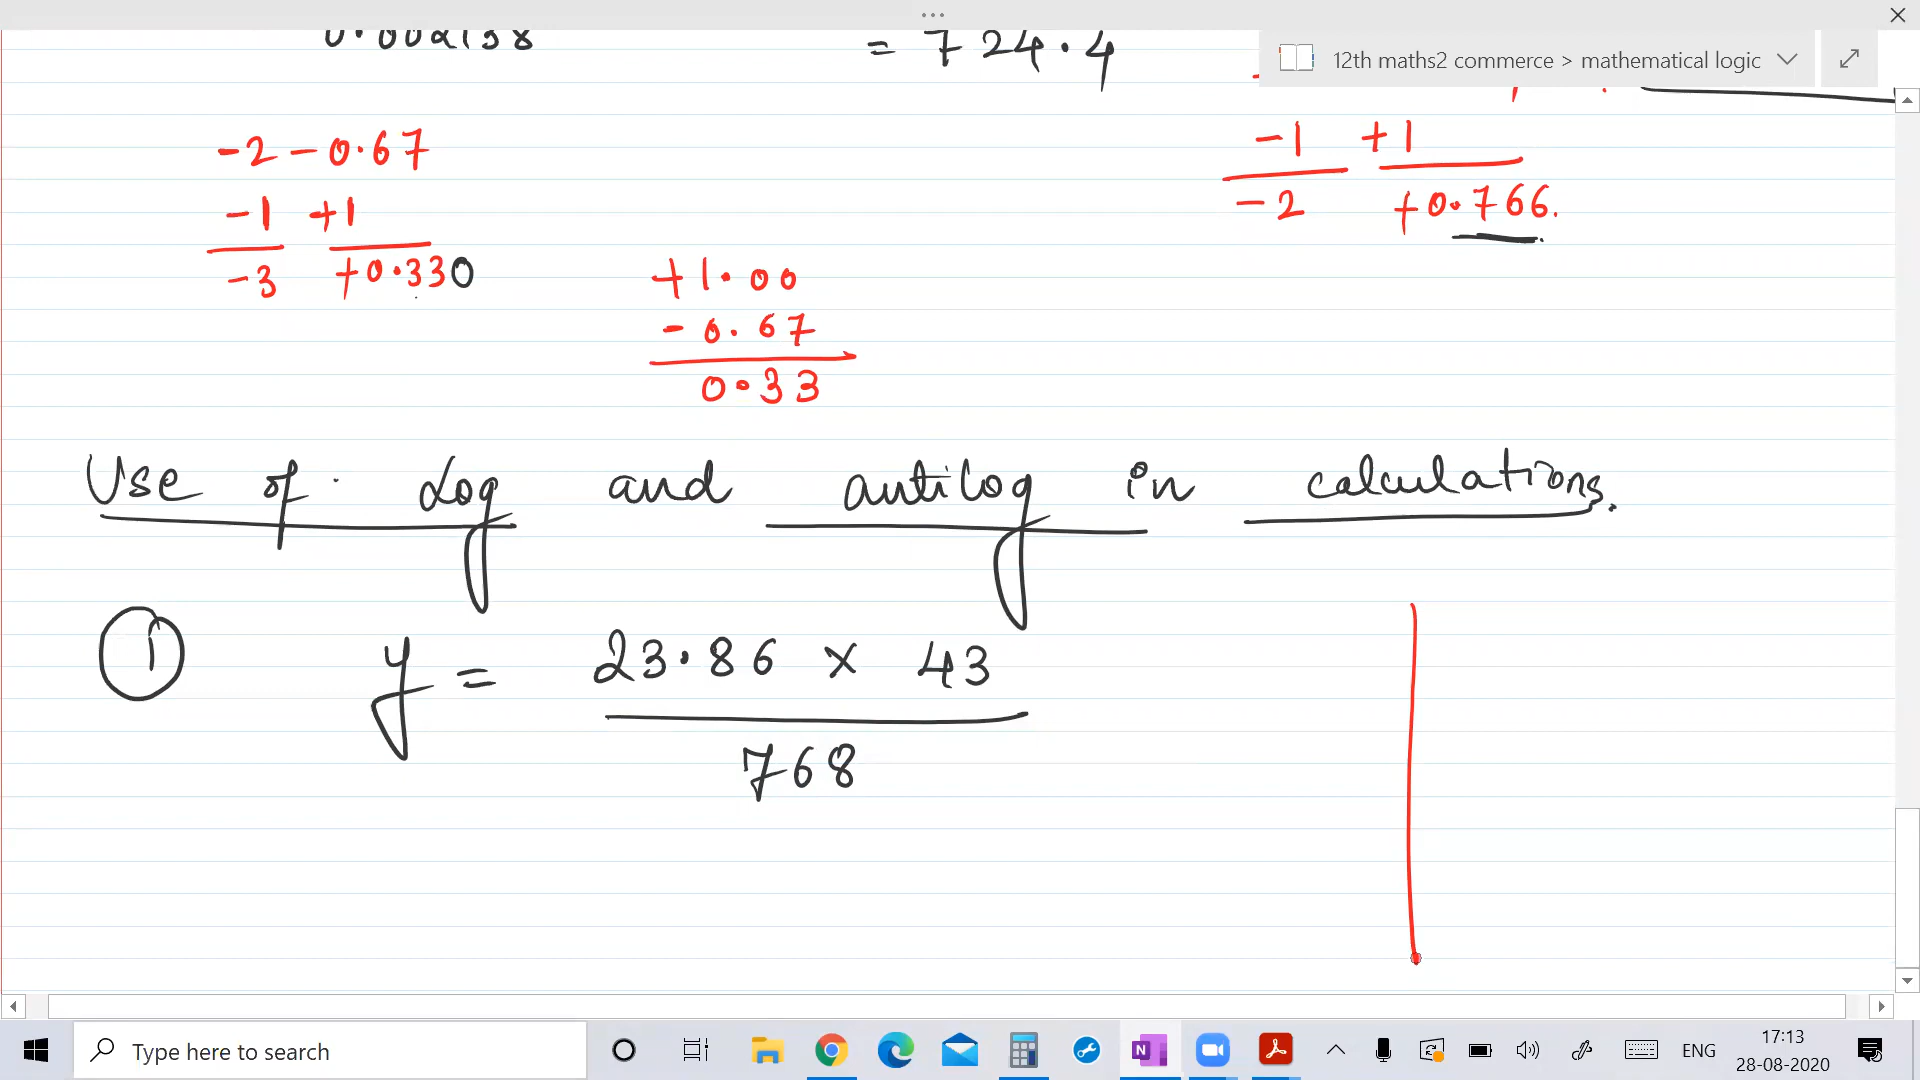 0.002138
= 724.4
12th maths2 commerce > mathematical logic
-2 - 0.67
-1 +1
-3 +0.330
-1 +1
-2 +0.766.
+1.00
-0.67
0.33
Use of Log and antilog in calculations.
1 y = 23.86 x 43
768
Type here to search
ENG
17:13
28-08-2020